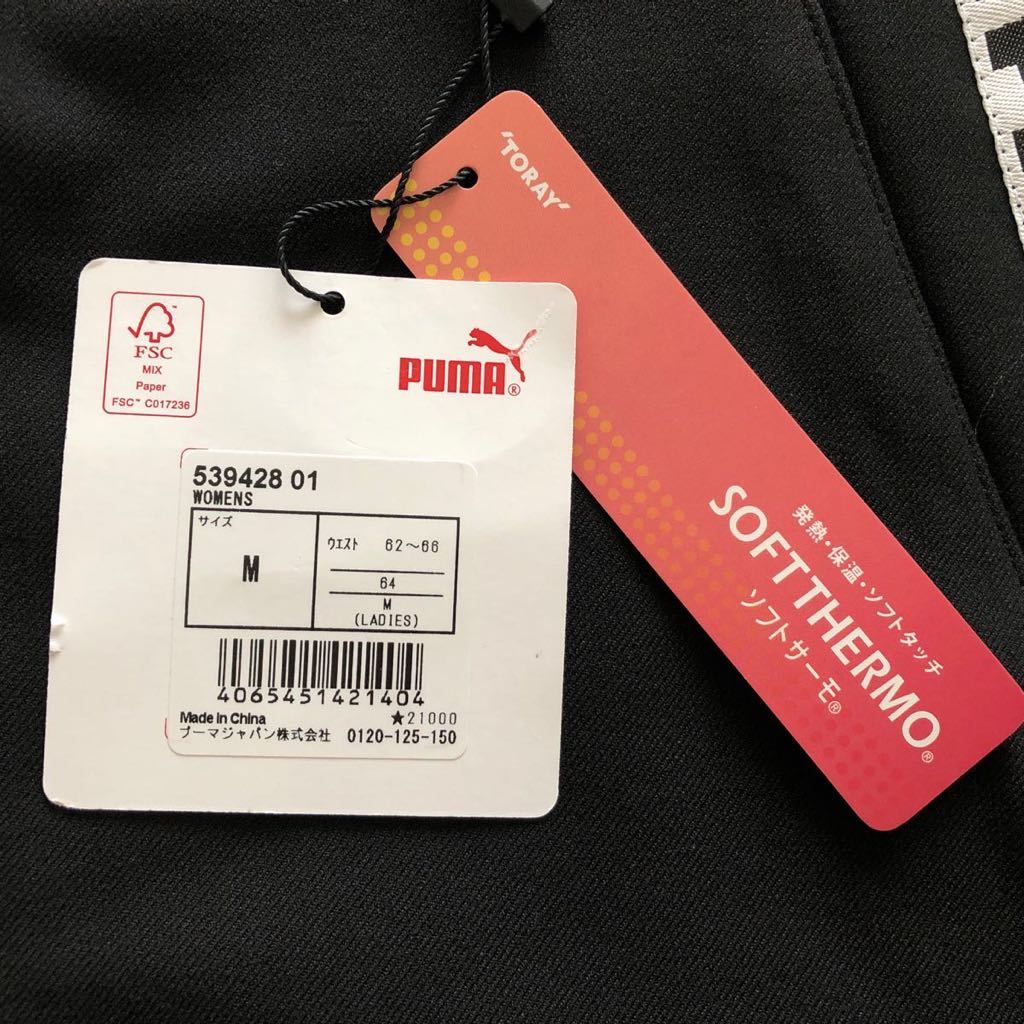 'TORAY'
発熱・保温・ソフトタッチ
SOFTTHERMO®
ソフトサーモ®
FSC
MIX
Paper
FSC™ C017236
PUMA®
539428 01
WOMENS
サイズ
M
ウエスト 62～66
64
M
(LADIES)
4065451421404
Made in China ★21000
プーマジャパン株式会社 0120-125-150